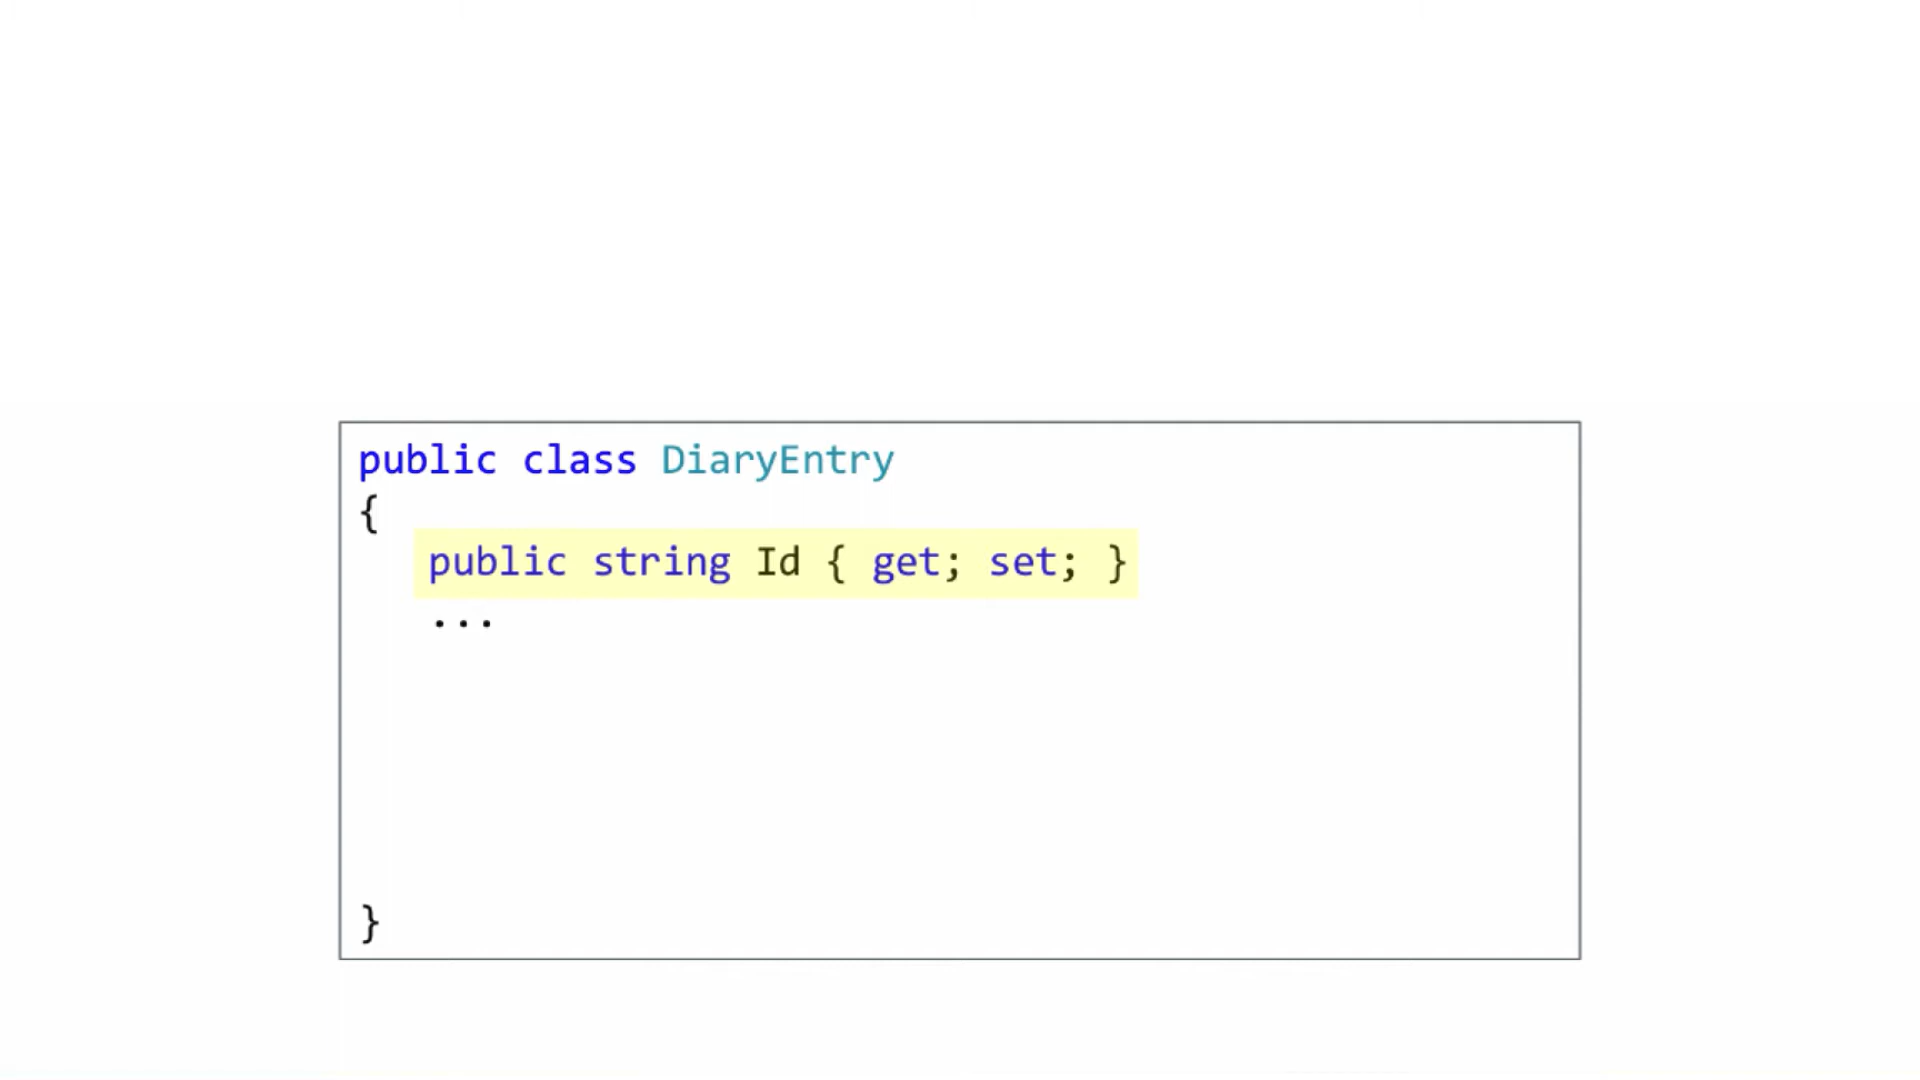 public class DiaryEntry
{
public string Id { get; set; }
...
}